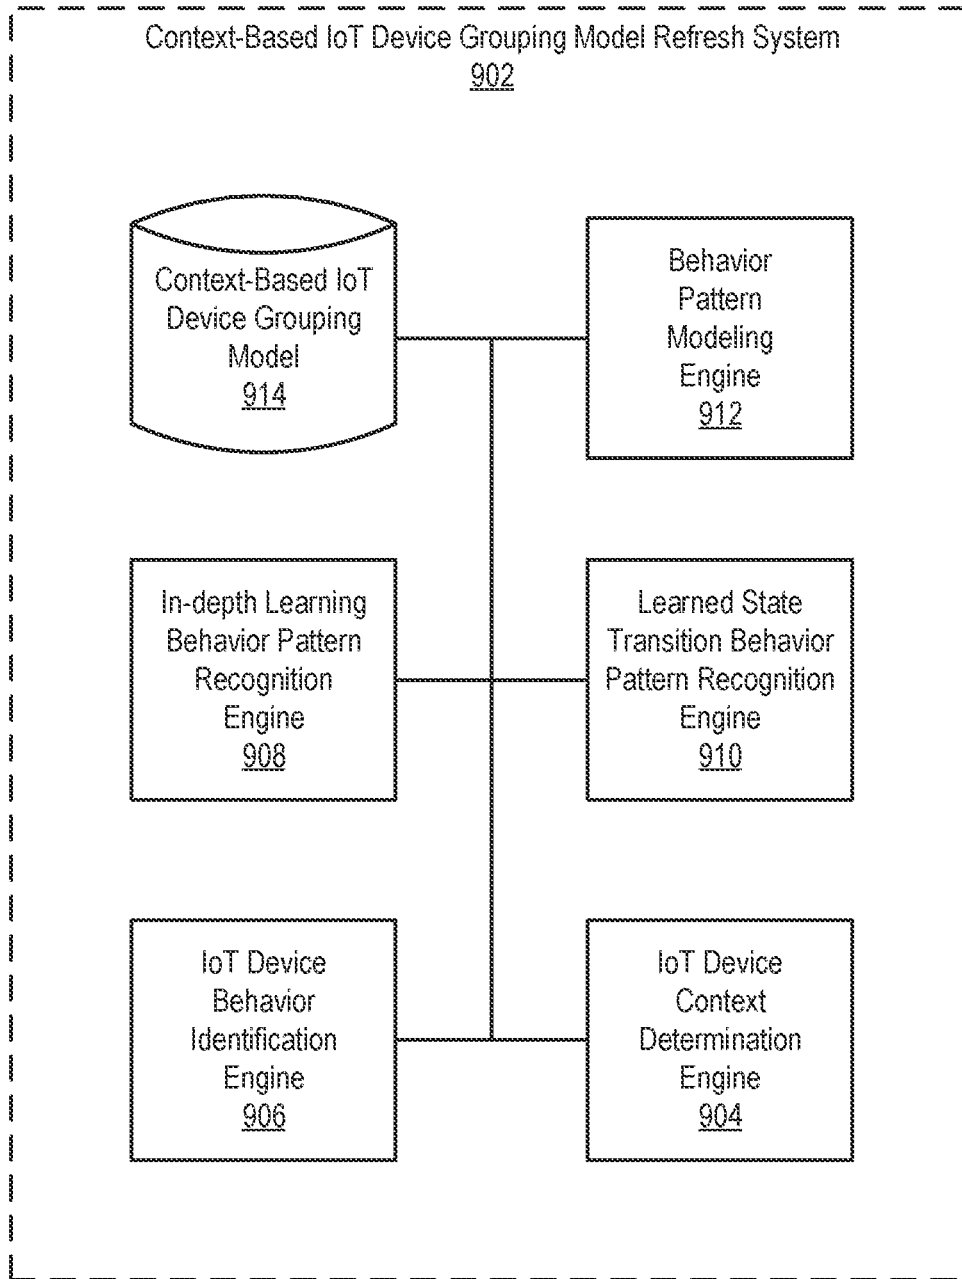 Context-Based IoT Device Grouping Model Refresh System
902
Context-Based IoT
Device Grouping
Model
914
Behavior
Pattern
Modeling
Engine
912
In-depth Learning
Behavior Pattern
Recognition
Engine
908
Learned State
Transition Behavior
Pattern Recognition
Engine
910
IoT Device
Behavior
Identification
Engine
906
IoT Device
Context
Determination
Engine
904